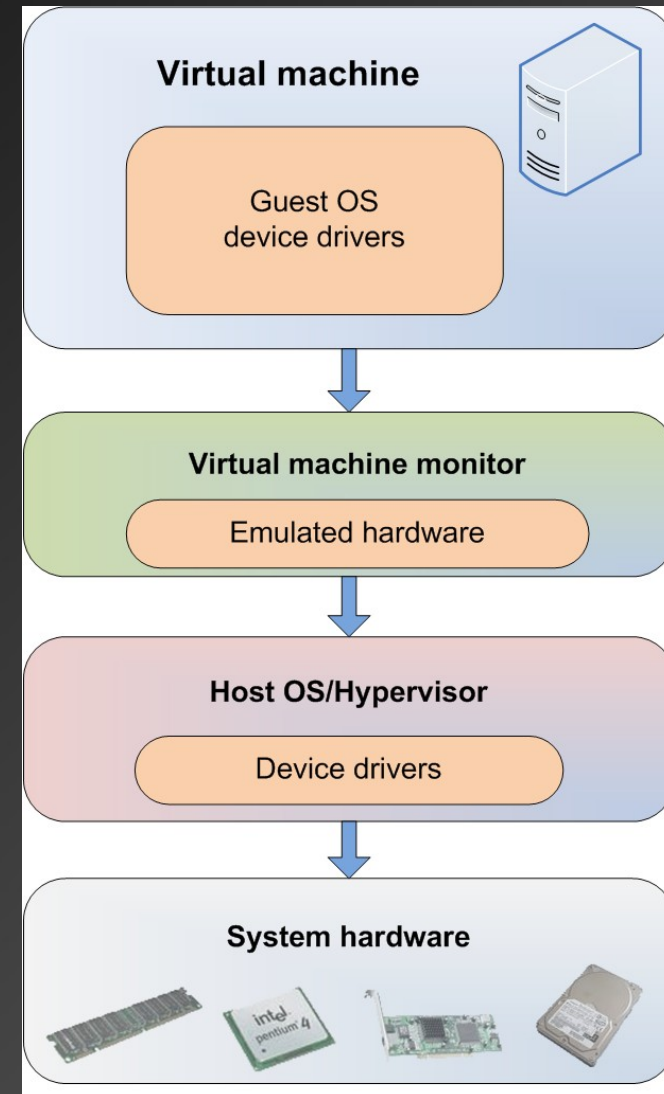 Virtual machine
Guest OS
device drivers
Virtual machine monitor
Emulated hardware
Host OS/Hypervisor
Device drivers
System hardware
intel
pentium 4